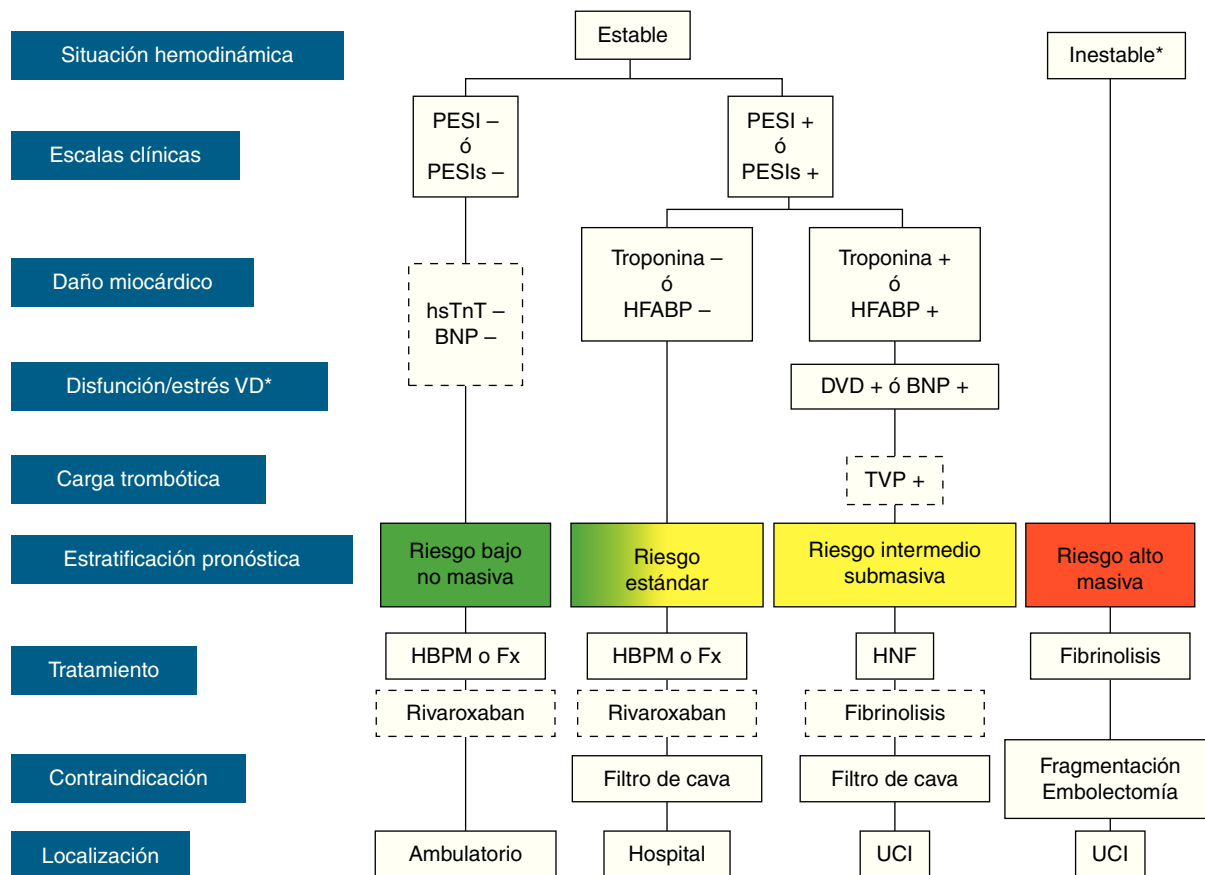 Situación hemodinámica
Estable
Inestable*
Escalas clínicas
PESI –
ó
PESIs –
PESI +
ó
PESIs +
Daño miocárdico
hsTnT –
BNP –
Troponina –
ó
HFABP –
Troponina +
ó
HFABP +
Disfunción/estrés VD*
DVD + ó BNP +
Carga trombótica
TVP +
Estratificación pronóstica
Riesgo bajo
no masiva
Riesgo
estándar
Riesgo intermedio
submasiva
Riesgo alto
masiva
Tratamiento
HBPM o Fx
HBPM o Fx
HNF
Fibrinolisis
Rivaroxaban
Rivaroxaban
Fibrinolisis
Contraindicación
Filtro de cava
Filtro de cava
Fragmentación
Embolectomía
Localización
Ambulatorio
Hospital
UCI
UCI